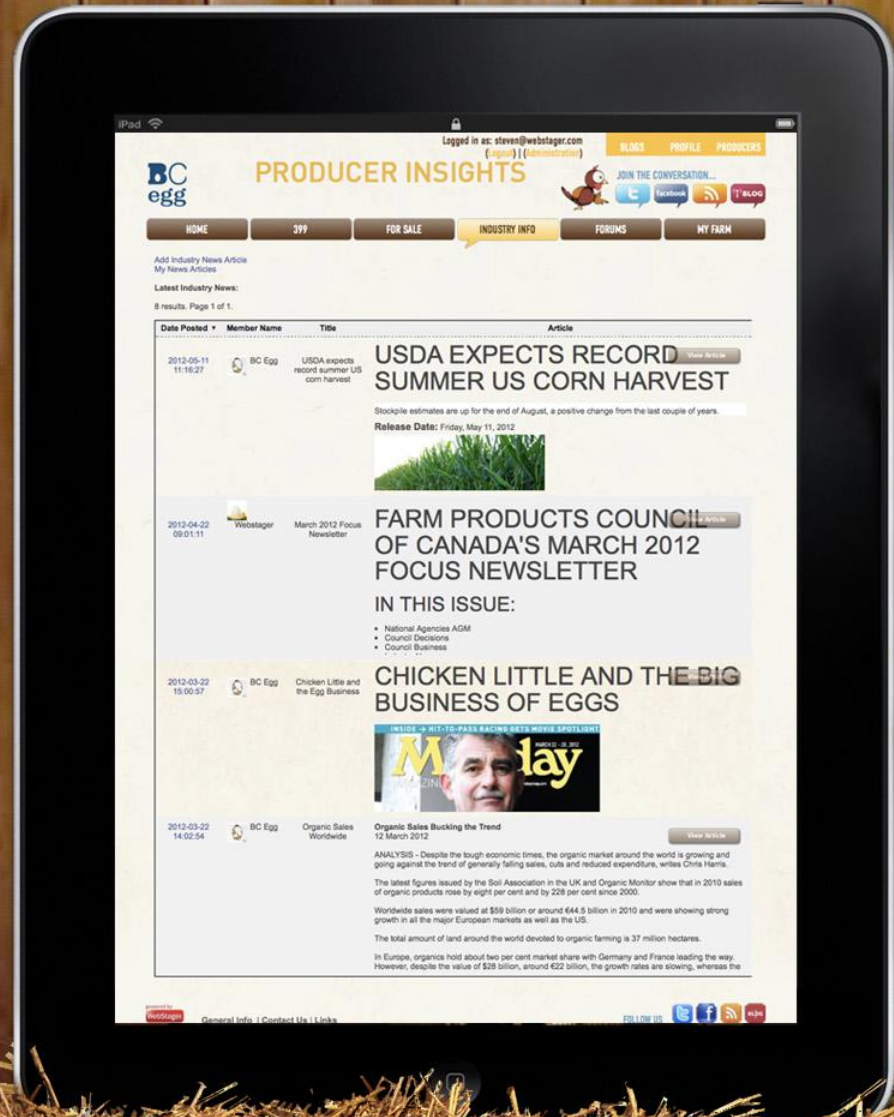 iPad
Logged in as: steven@webstager.com
(Logout) | (Administration)
BLOGS PROFILE PRODUCERS
BC
egg
PRODUCER INSIGHTS
JOIN THE CONVERSATION...
facebook
BLOG
HOME 399 FOR SALE INDUSTRY INFO FORUMS MY FARM
Add Industry News Article
My News Articles
Latest Industry News:
8 results. Page 1 of 1.
Date Posted ▼ Member Name Title Article
2012-05-11
11:16:27
BC Egg
USDA expects
record summer US
corn harvest
USDA EXPECTS RECORD
SUMMER US CORN HARVEST
View Article
Stockpile estimates are up for the end of August, a positive change from the last couple of years.
Release Date: Friday, May 11, 2012
2012-04-22
09:01:11
Webstager
March 2012 Focus
Newsletter
FARM PRODUCTS COUNCIL
OF CANADA'S MARCH 2012
FOCUS NEWSLETTER
View Article
IN THIS ISSUE:
• National Agencies AGM
• Council Decisions
• Council Business
2012-03-22
15:00:57
BC Egg
Chicken Little and
the Egg Business
CHICKEN LITTLE AND THE BIG
BUSINESS OF EGGS
INSIDE → HIT-TO-PASS RACING GETS MOVIE SPOTLIGHT
M day
2012-03-22
14:02:54
BC Egg
Organic Sales
Worldwide
Organic Sales Bucking the Trend
12 March 2012
View Article
ANALYSIS - Despite the tough economic times, the organic market around the world is growing and
going against the trend of generally falling sales, cuts and reduced expenditure, writes Chris Harris.
The latest figures issued by the Soil Association in the UK and Organic Monitor show that in 2010 sales
of organic products rose by eight per cent and by 228 per cent since 2000.
Worldwide sales were valued at $59 billion or around €44.5 billion in 2010 and were showing strong
growth in all the major European markets as well as the US.
The total amount of land around the world devoted to organic farming is 37 million hectares.
In Europe, organics hold about two per cent market share with Germany and France leading the way.
However, despite the value of $28 billion, around €22 billion, the growth rates are slowing, whereas the
powered by
WebStager
General Info | Contact Us | Links
FOLLOW US
BLOG